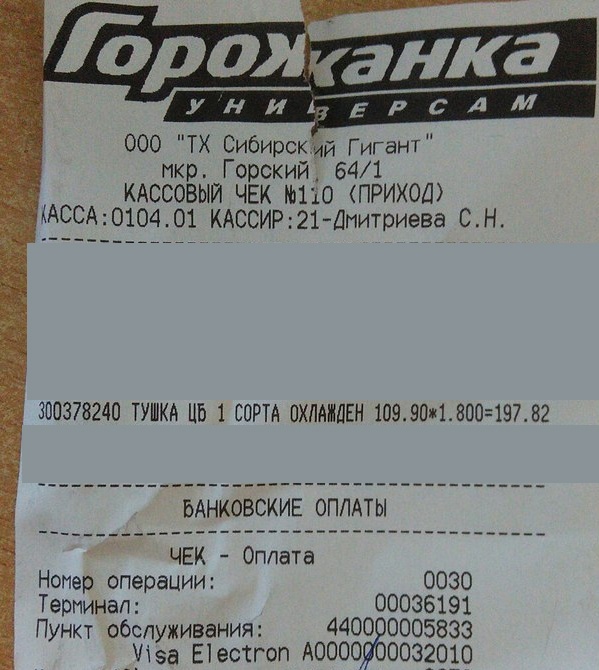 Горожанка
УНИВЕРСАМ
ООО "ТХ Сибирский Гигант"
мкр. Горский 64/1
КАССОВЫЙ ЧЕК №110 (ПРИХОД)
КАССА:0104.01 КАССИР:21-Дмитриева С.Н.
300378240 ТУШКА ЦБ 1 СОРТА ОХЛАЖДЕН 109.90*1.800=197.82
БАНКОВСКИЕ ОПЛАТЫ
ЧЕК - Оплата
Номер операции: 0030
Терминал: 00036191
Пункт обслуживания: 440000005833
Visa Electron A0000000032010